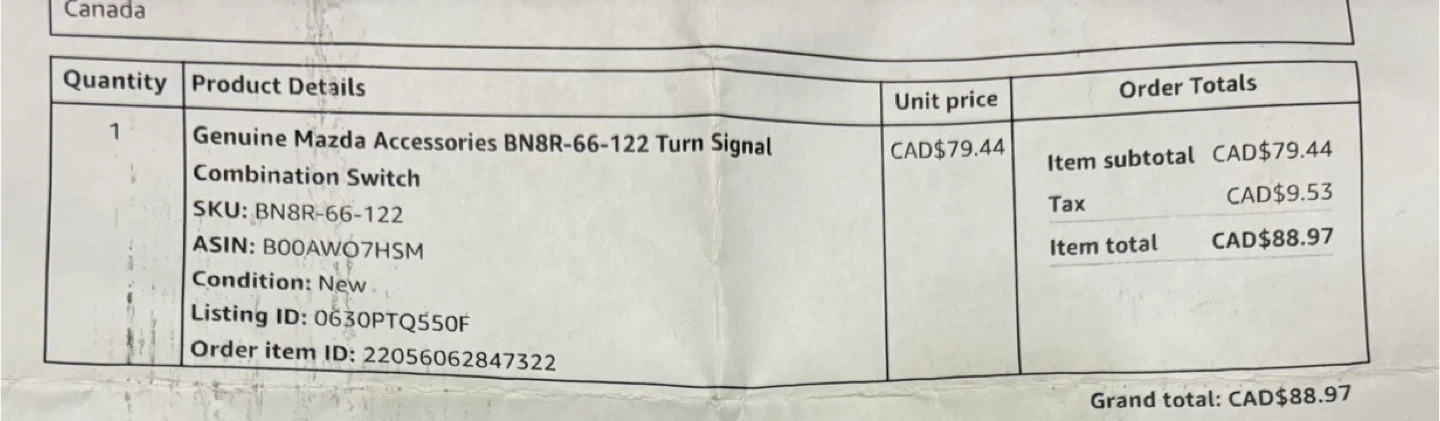 Canada
Quantity Product Details Unit price Order Totals
1 Genuine Mazda Accessories BN8R-66-122 Turn Signal CAD$79.44 Item subtotal CAD$79.44
Combination Switch
SKU: BN8R-66-122 Tax CAD$9.53
ASIN: B00AWO7HSM Item total CAD$88.97
Condition: New
Listing ID: 0630PTQ550F
Order item ID: 22056062847322
Grand total: CAD$88.97